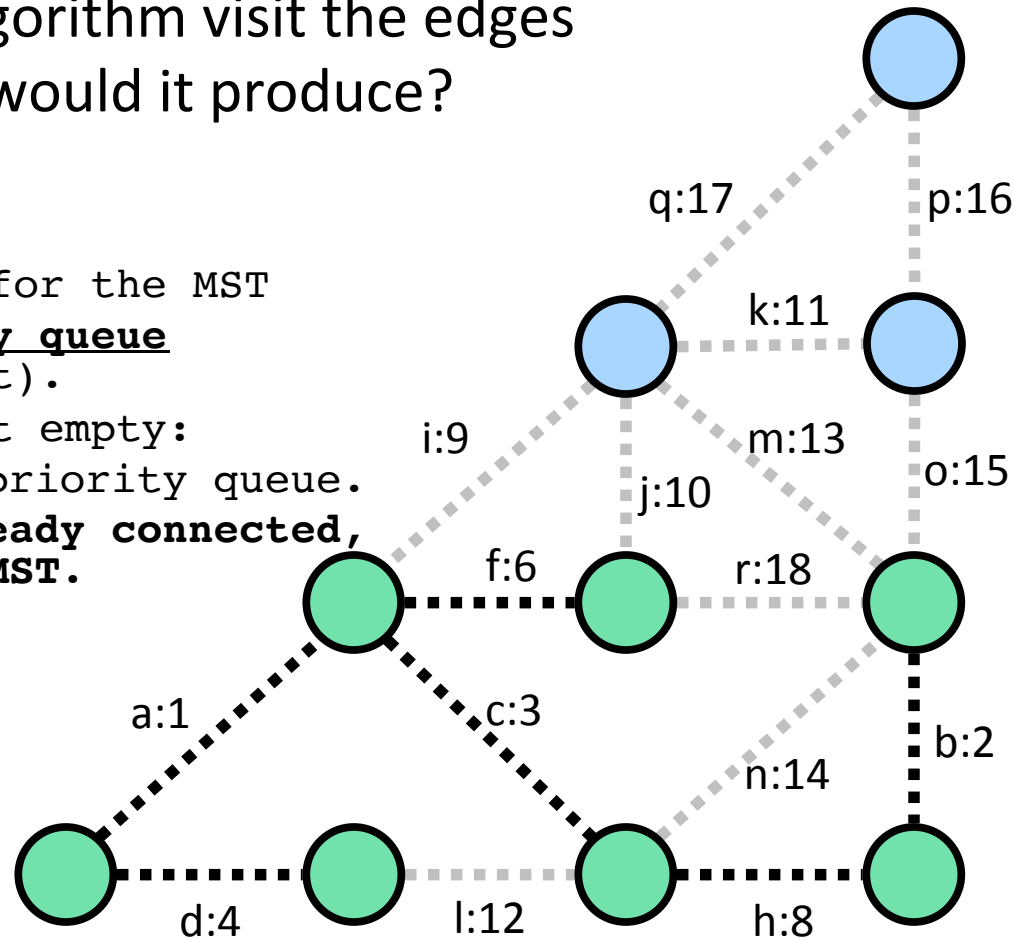 gorithm visit the edges
would it produce?
q:17
p:16
for the MST
y queue
t).
k:11
t empty:
i:9
m:13
priority queue.
o:15
j:10
eady connected,
MST.
f:6
r:18
a:1
c:3
b:2
n:14
d:4
l:12
h:8